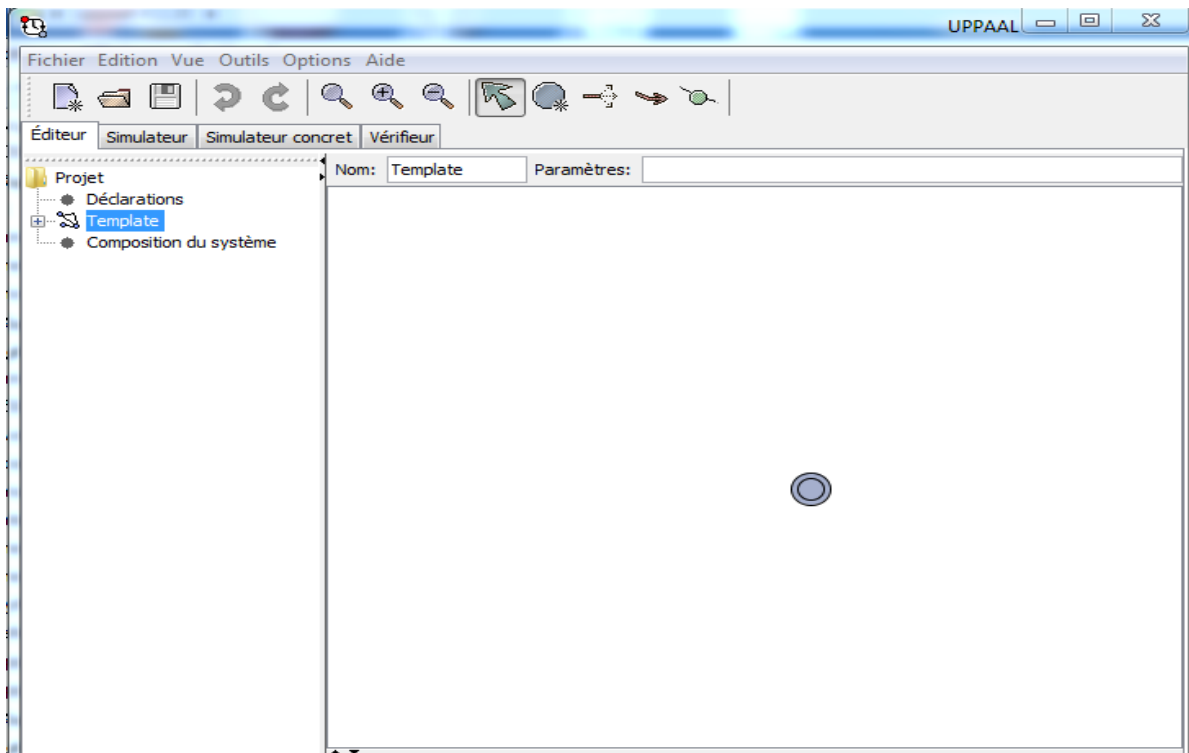 UPPAAL
Fichier Edition Vue Outils Options Aide
Éditeur Simulateur Simulateur concret Vérifieur
Nom: Template Paramètres:
Projet
Déclarations
Template
Composition du système